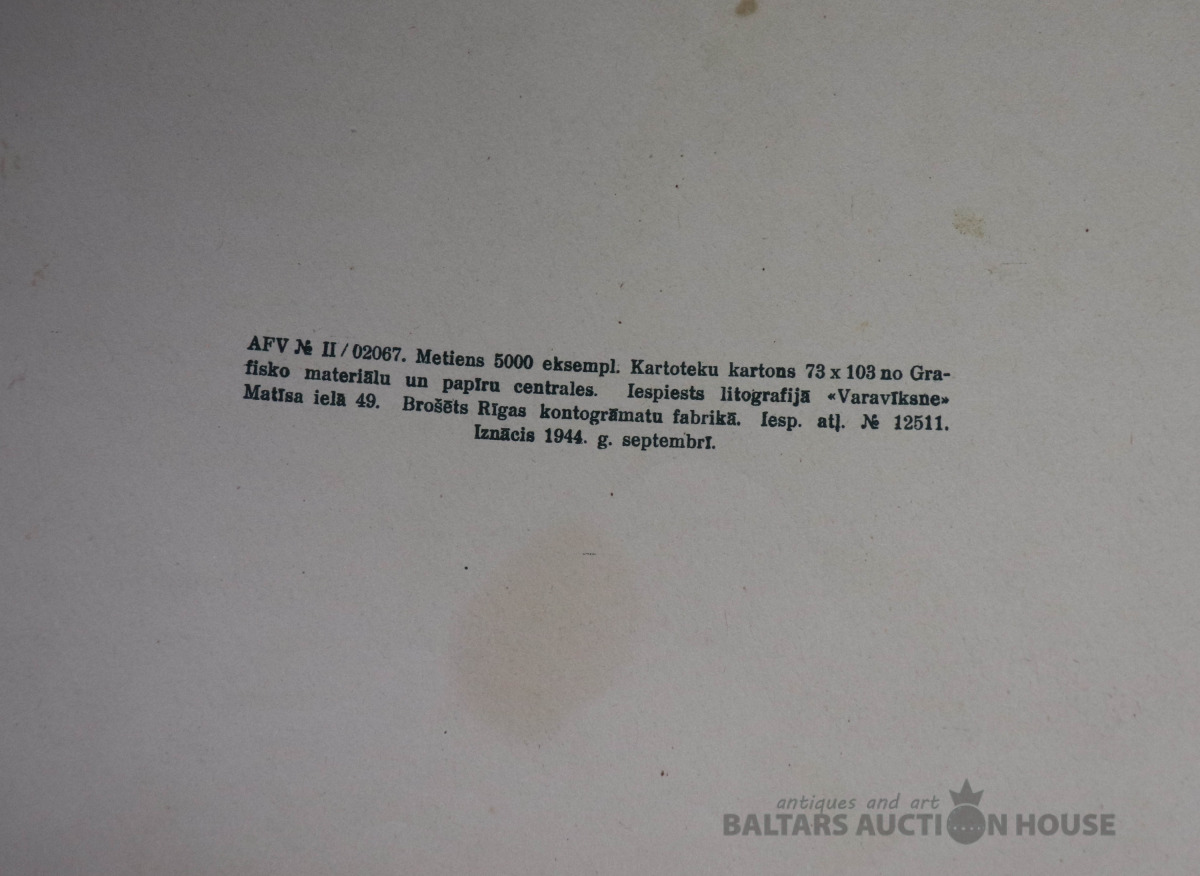 AFV № II/02067. Metiens 5000 eksempl. Kartoteku kartons 73 x 103 no Gra-
fisko materiālu un papīru centrales. Iespiests litografijā «Varavīksne»
Matīsa ielā 49. Brošēts Rīgas kontogrāmatu fabrikā. Iesp. atļ. № 12511.
Iznācis 1944. g. septembrī.
antiques and art
BALTARS AUCTION HOUSE